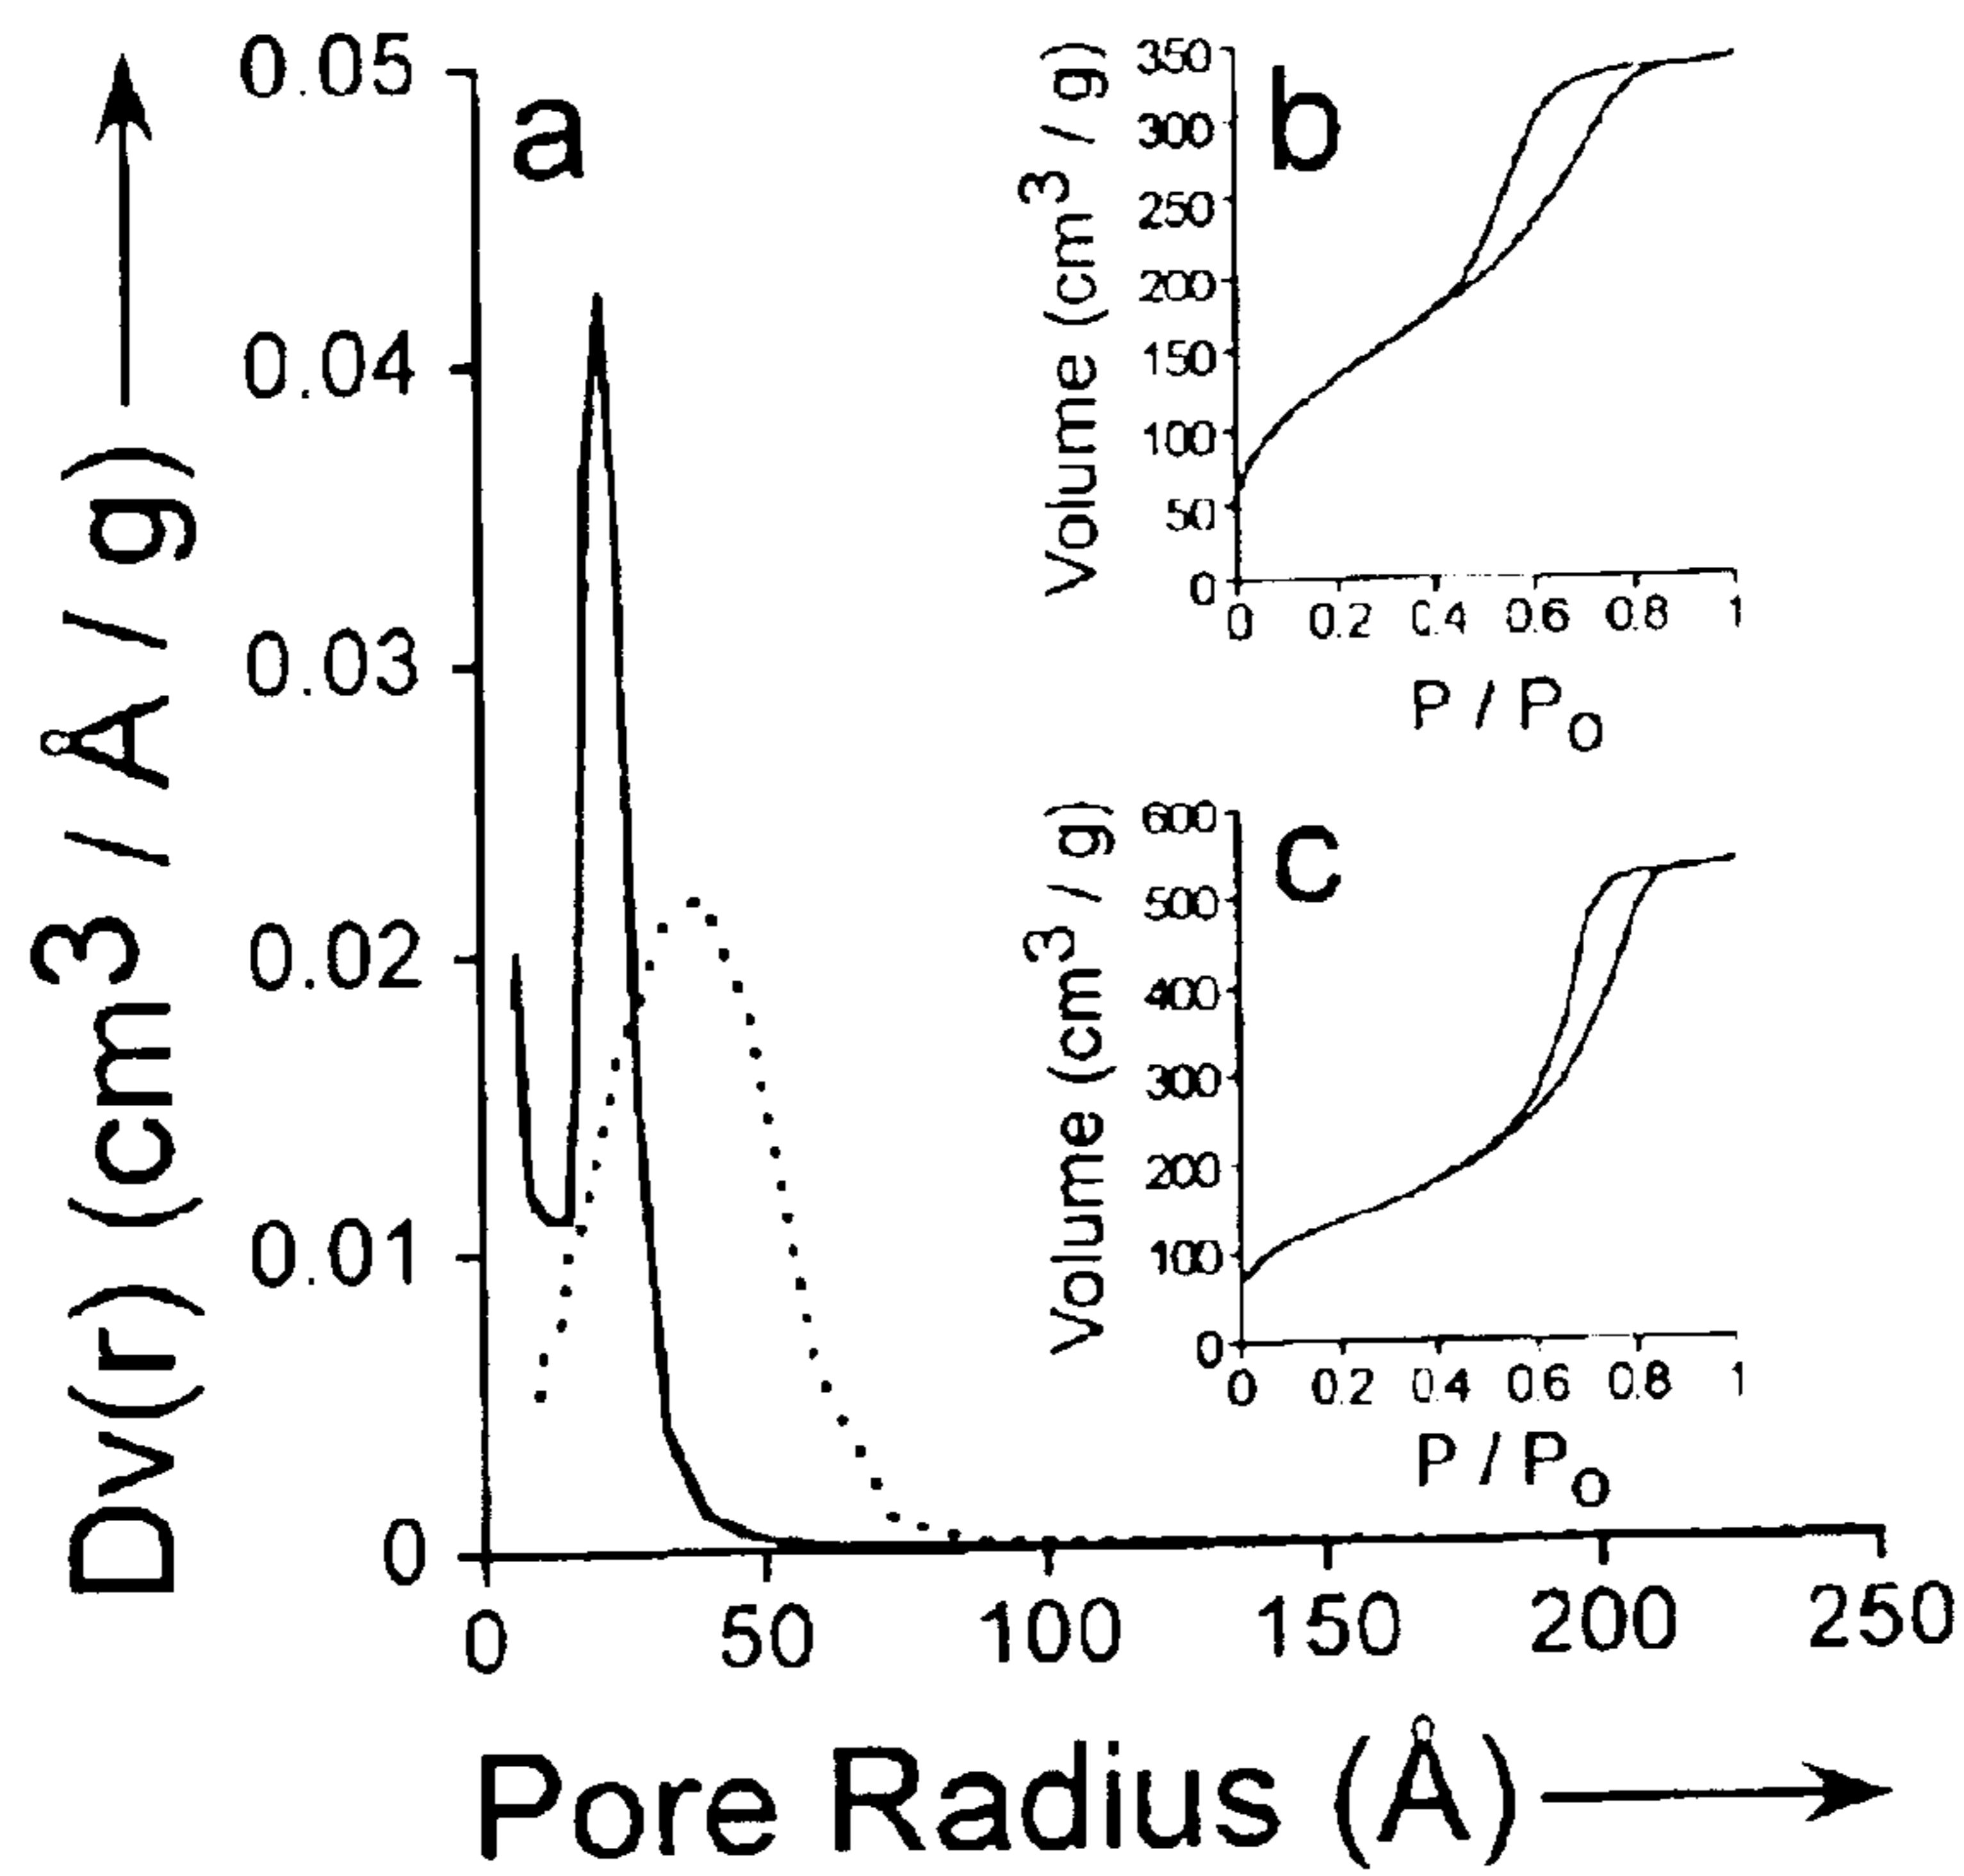 a
Dv(r) (cm3 / Å / g)
0.05
0.04
0.03
0.02
0.01
0
0 50 100 150 200 250
Pore Radius (Å)
b
Volume (cm3 / g)
350
300
250
200
150
100
50
0
0 0.2 0.4 0.6 0.8 1
P / Po
c
Volume (cm3 / g)
600
500
400
300
200
100
0
0 0.2 0.4 0.6 0.8 1
P / Po